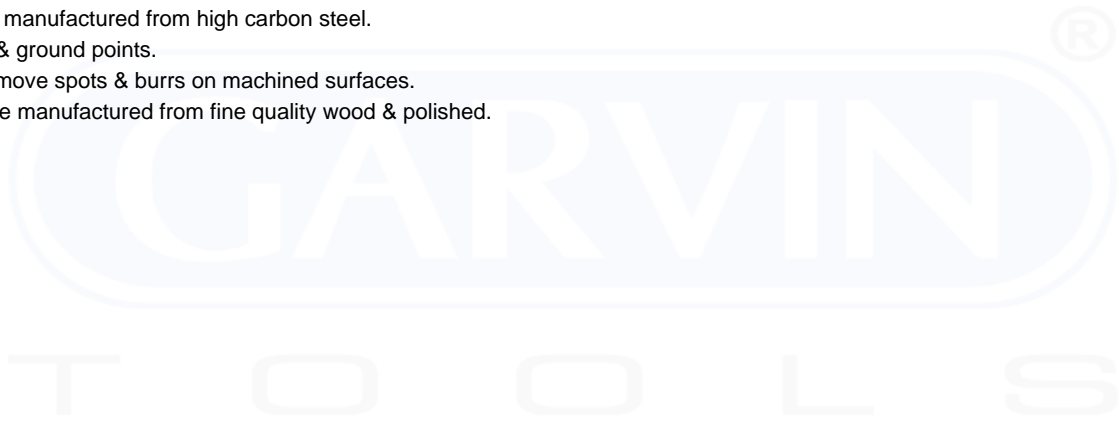 manufactured from high carbon steel.
& ground points.
move spots & burrs on machined surfaces.
e manufactured from fine quality wood & polished.
GARVIN®
TOOLS